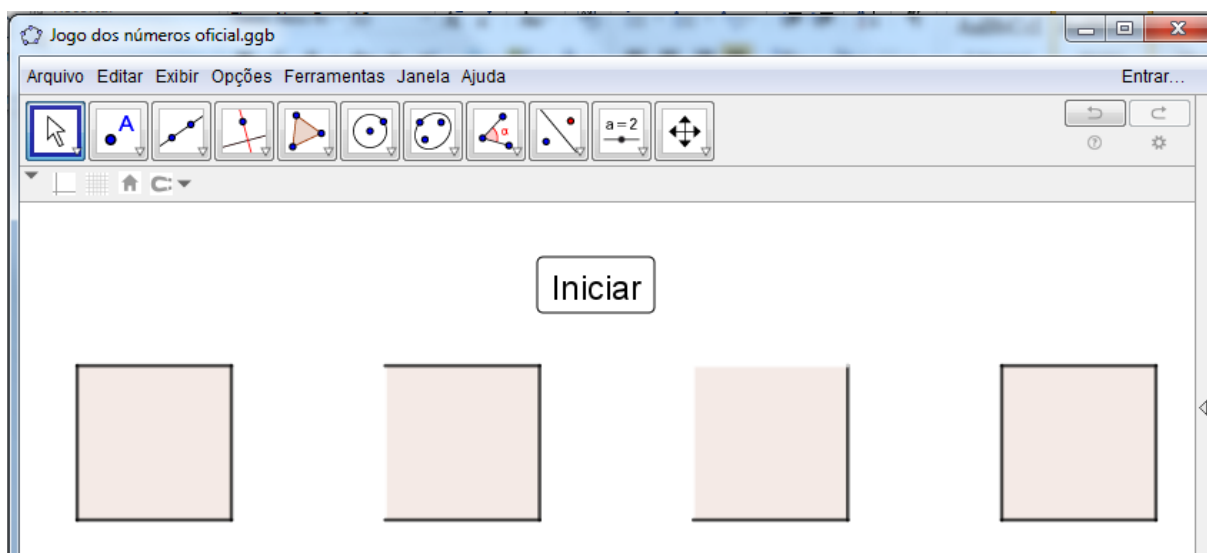 Jogo dos números oficial.ggb
Arquivo Editar Exibir Opções Ferramentas Janela Ajuda Entrar...
A α a=2
Iniciar